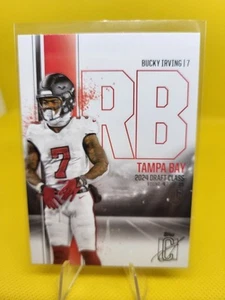 BUCKY IRVING | 7
RB
TAMPA BAY
2024 DRAFT CLASS
7